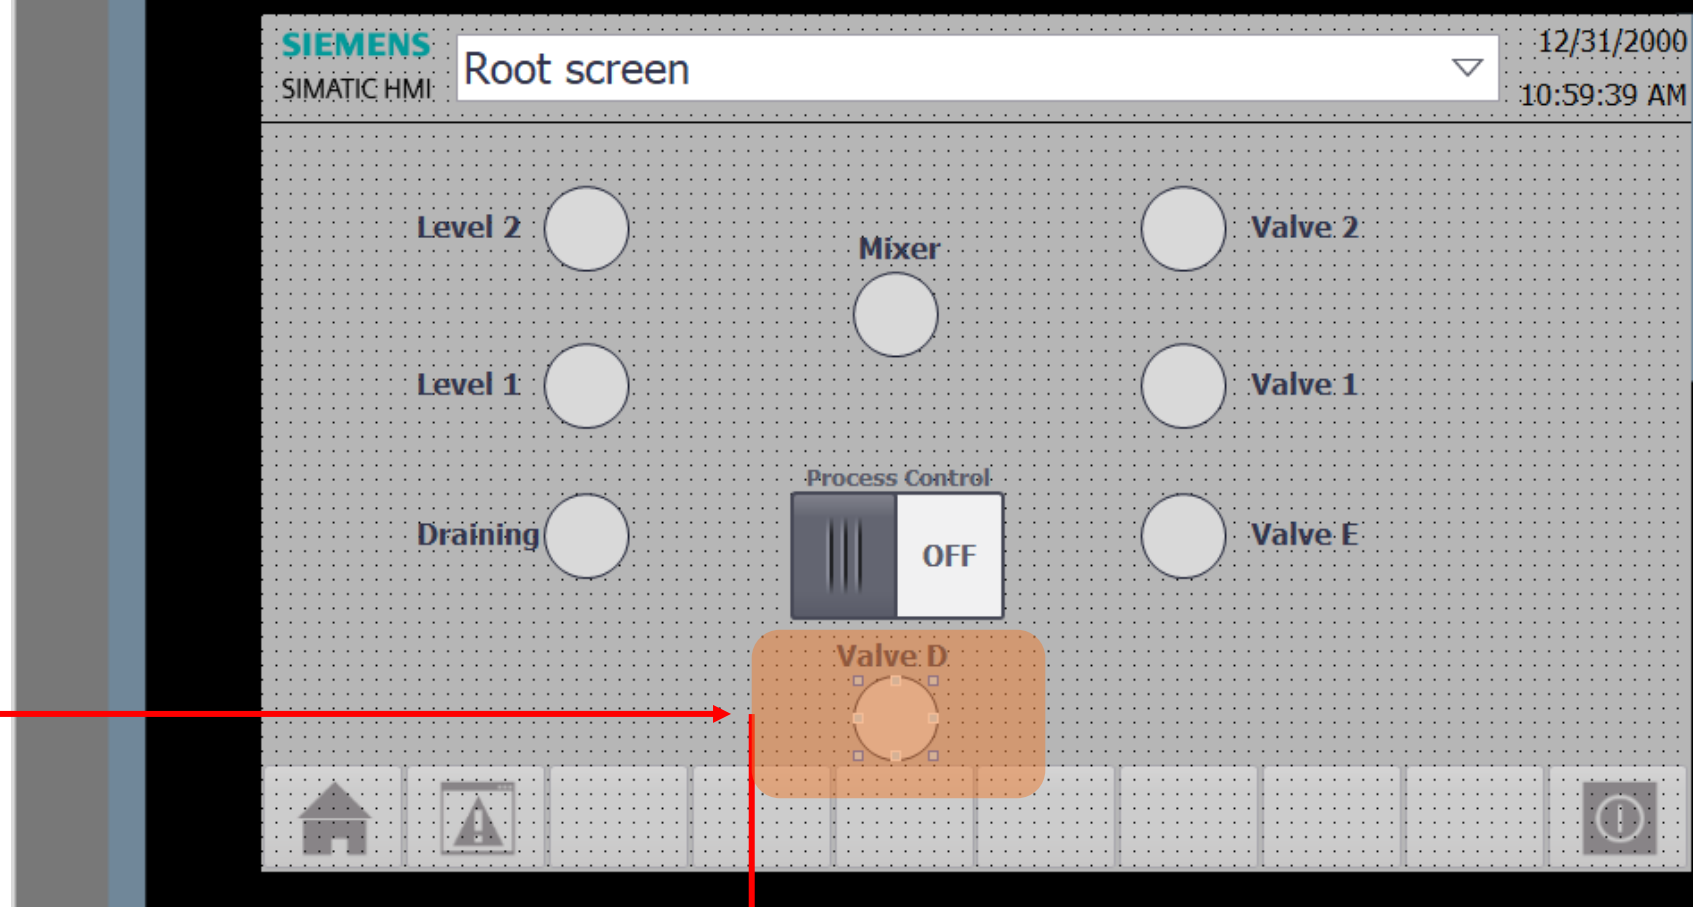 SIEMENS
SIMATIC HMI
Root screen
12/31/2000
10:59:39 AM
Level 2
Mixer
Valve 2
Level 1
Valve 1
Process Control
Draining
OFF
Valve E
Valve D